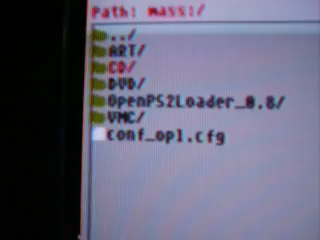 Path: mass:/
../
ART/
CD/
DVD/
OpenPS2Loader_0.8/
VMC/
conf_opl.cfg